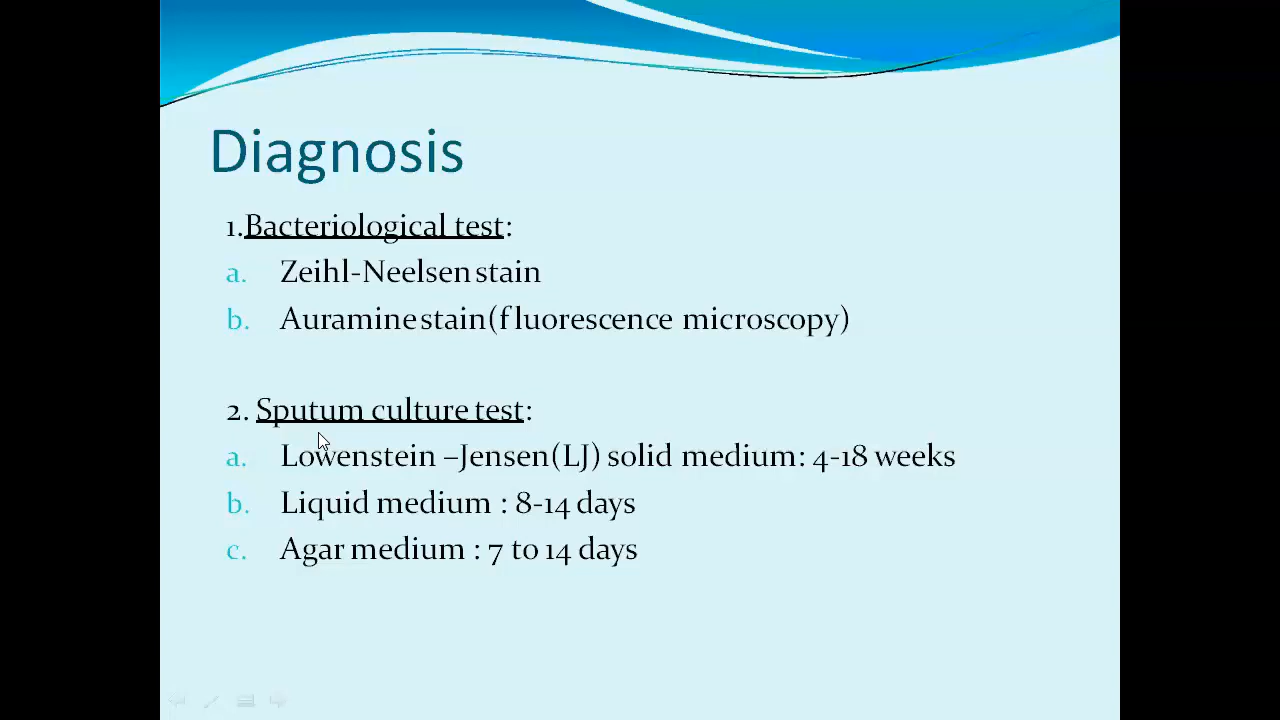 Diagnosis
1.Bacteriological test:
a. Zeihl-Neelsen stain
b. Auramine stain(fluorescence microscopy)
2. Sputum culture test:
a. Lowenstein –Jensen(LJ) solid medium: 4-18 weeks
b. Liquid medium : 8-14 days
c. Agar medium : 7 to 14 days